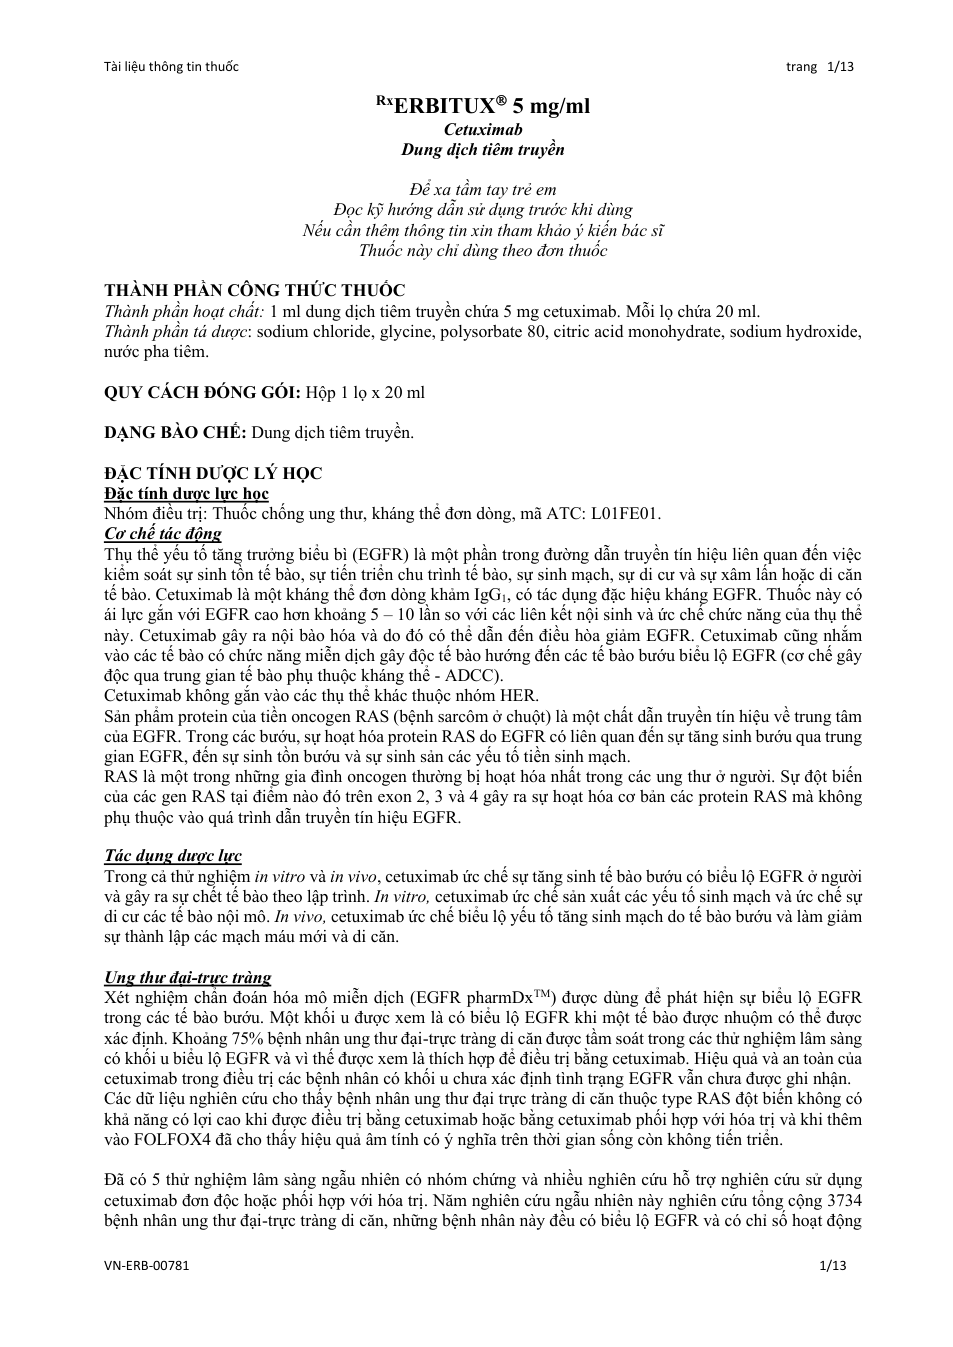 Tài liệu thông tin thuốc trang 1/13
RxERBITUX® 5 mg/ml
Cetuximab
Dung dịch tiêm truyền
Để xa tầm tay trẻ em
Đọc kỹ hướng dẫn sử dụng trước khi dùng
Nếu cần thêm thông tin xin tham khảo ý kiến bác sĩ
Thuốc này chỉ dùng theo đơn thuốc
THÀNH PHẦN CÔNG THỨC THUỐC
Thành phần hoạt chất: 1 ml dung dịch tiêm truyền chứa 5 mg cetuximab. Mỗi lọ chứa 20 ml.
Thành phần tá dược: sodium chloride, glycine, polysorbate 80, citric acid monohydrate, sodium hydroxide,
nước pha tiêm.
QUY CÁCH ĐÓNG GÓI: Hộp 1 lọ x 20 ml
DẠNG BÀO CHẾ: Dung dịch tiêm truyền.
ĐẶC TÍNH DƯỢC LÝ HỌC
Đặc tính dược lực học
Nhóm điều trị: Thuốc chống ung thư, kháng thể đơn dòng, mã ATC: L01FE01.
Cơ chế tác động
Thụ thể yếu tố tăng trưởng biểu bì (EGFR) là một phần trong đường dẫn truyền tín hiệu liên quan đến việc
kiểm soát sự sinh tồn tế bào, sự tiến triển chu trình tế bào, sự sinh mạch, sự di cư và sự xâm lấn hoặc di căn
tế bào. Cetuximab là một kháng thể đơn dòng khảm IgG1, có tác dụng đặc hiệu kháng EGFR. Thuốc này có
ái lực gắn với EGFR cao hơn khoảng 5 – 10 lần so với các liên kết nội sinh và ức chế chức năng của thụ thể
này. Cetuximab gây ra nội bào hóa và do đó có thể dẫn đến điều hòa giảm EGFR. Cetuximab cũng nhắm
vào các tế bào có chức năng miễn dịch gây độc tế bào hướng đến các tế bào bướu biểu lộ EGFR (cơ chế gây
độc qua trung gian tế bào phụ thuộc kháng thể - ADCC).
Cetuximab không gắn vào các thụ thể khác thuộc nhóm HER.
Sản phẩm protein của tiền oncogen RAS (bệnh sarcôm ở chuột) là một chất dẫn truyền tín hiệu về trung tâm
của EGFR. Trong các bướu, sự hoạt hóa protein RAS do EGFR có liên quan đến sự tăng sinh bướu qua trung
gian EGFR, đến sự sinh tồn bướu và sự sinh sản các yếu tố tiền sinh mạch.
RAS là một trong những gia đình oncogen thường bị hoạt hóa nhất trong các ung thư ở người. Sự đột biến
của các gen RAS tại điểm nào đó trên exon 2, 3 và 4 gây ra sự hoạt hóa cơ bản các protein RAS mà không
phụ thuộc vào quá trình dẫn truyền tín hiệu EGFR.
Tác dụng dược lực
Trong cả thử nghiệm in vitro và in vivo, cetuximab ức chế sự tăng sinh tế bào bướu có biểu lộ EGFR ở người
và gây ra sự chết tế bào theo lập trình. In vitro, cetuximab ức chế sản xuất các yếu tố sinh mạch và ức chế sự
di cư các tế bào nội mô. In vivo, cetuximab ức chế biểu lộ yếu tố tăng sinh mạch do tế bào bướu và làm giảm
sự thành lập các mạch máu mới và di căn.
Ung thư đại-trực tràng
Xét nghiệm chẩn đoán hóa mô miễn dịch (EGFR pharmDxTM) được dùng để phát hiện sự biểu lộ EGFR
trong các tế bào bướu. Một khối u được xem là có biểu lộ EGFR khi một tế bào được nhuộm có thể được
xác định. Khoảng 75% bệnh nhân ung thư đại-trực tràng di căn được tầm soát trong các thử nghiệm lâm sàng
có khối u biểu lộ EGFR và vì thế được xem là thích hợp để điều trị bằng cetuximab. Hiệu quả và an toàn của
cetuximab trong điều trị các bệnh nhân có khối u chưa xác định tình trạng EGFR vẫn chưa được ghi nhận.
Các dữ liệu nghiên cứu cho thấy bệnh nhân ung thư đại trực tràng di căn thuộc type RAS đột biến không có
khả năng có lợi cao khi được điều trị bằng cetuximab hoặc bằng cetuximab phối hợp với hóa trị và khi thêm
vào FOLFOX4 đã cho thấy hiệu quả âm tính có ý nghĩa trên thời gian sống còn không tiến triển.
Đã có 5 thử nghiệm lâm sàng ngẫu nhiên có nhóm chứng và nhiều nghiên cứu hỗ trợ nghiên cứu sử dụng
cetuximab đơn độc hoặc phối hợp với hóa trị. Năm nghiên cứu ngẫu nhiên này nghiên cứu tổng cộng 3734
bệnh nhân ung thư đại-trực tràng di căn, những bệnh nhân này đều có biểu lộ EGFR và có chỉ số hoạt động
VN-ERB-00781 1/13